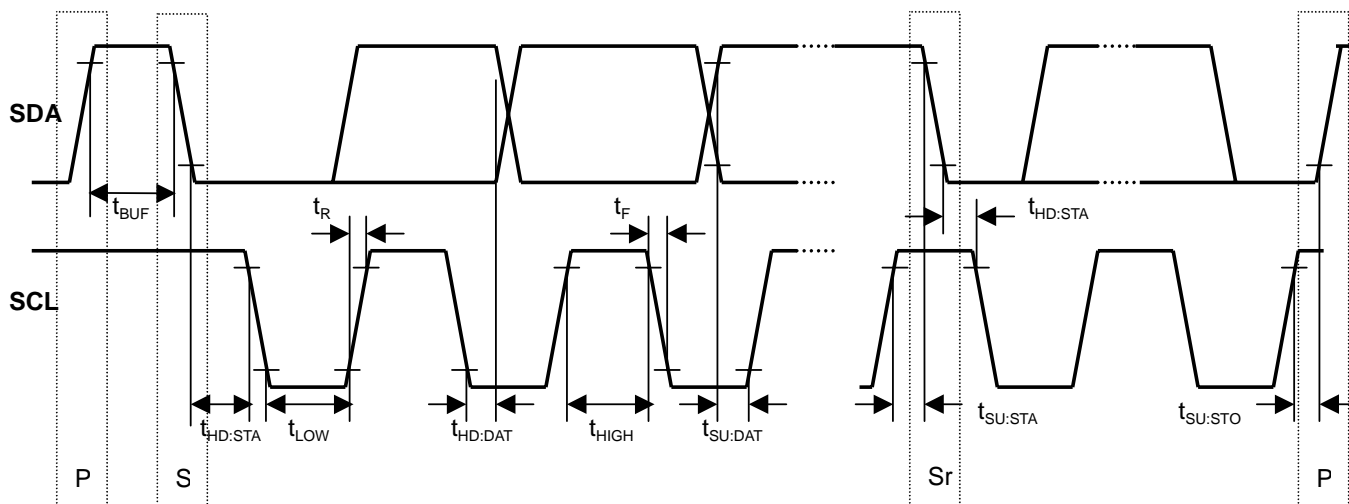 SDA
tBUF
tR
tF
tHD:STA
SCL
tHD:STA
tLOW
tHD:DAT
tHIGH
tSU:DAT
tSU:STA
tSU:STO
P
S
Sr
P